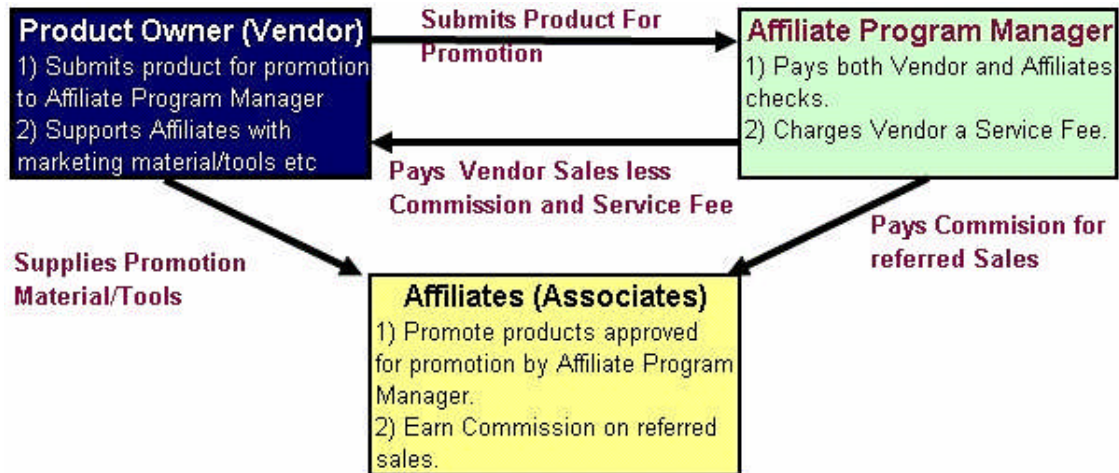 Product Owner (Vendor)
1) Submits product for promotion
to Affiliate Program Manager
2) Supports Affiliates with
marketing material/tools etc
Submits Product For
Promotion
Affiliate Program Manager
1) Pays both Vendor and Affiliates
checks.
2) Charges Vendor a Service Fee.
Pays Vendor Sales less
Commission and Service Fee
Supplies Promotion
Material/Tools
Pays Commision for
referred Sales
Affiliates (Associates)
1) Promote products approved
for promotion by Affiliate Program
Manager.
2) Earn Commission on referred
sales.